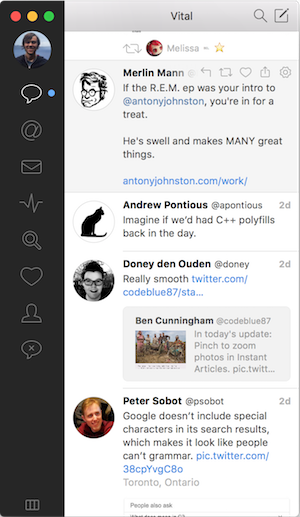 Vital
Melissa
Merlin Mann
If the R.E.M. ep was your intro to
@antonyjohnston, you're in for a
treat.
He's swell and makes MANY great
things.
antonyjohnston.com/work/
Andrew Pontious @apontious 2d
Imagine if we'd had C++ polyfills
back in the day.
Doney den Ouden @doney 2d
Really smooth twitter.com/
codeblue87/sta…
Ben Cunningham @codeblue87
In today's update:
Pinch to zoom
photos in Instant
Articles. pic.twitt…
Peter Sobot @psobot 2d
Google doesn't include special
characters in its search results,
which makes it look like people
can't grammar. pic.twitter.com/
38cpYvgC8o
Toronto, Ontario
People also ask